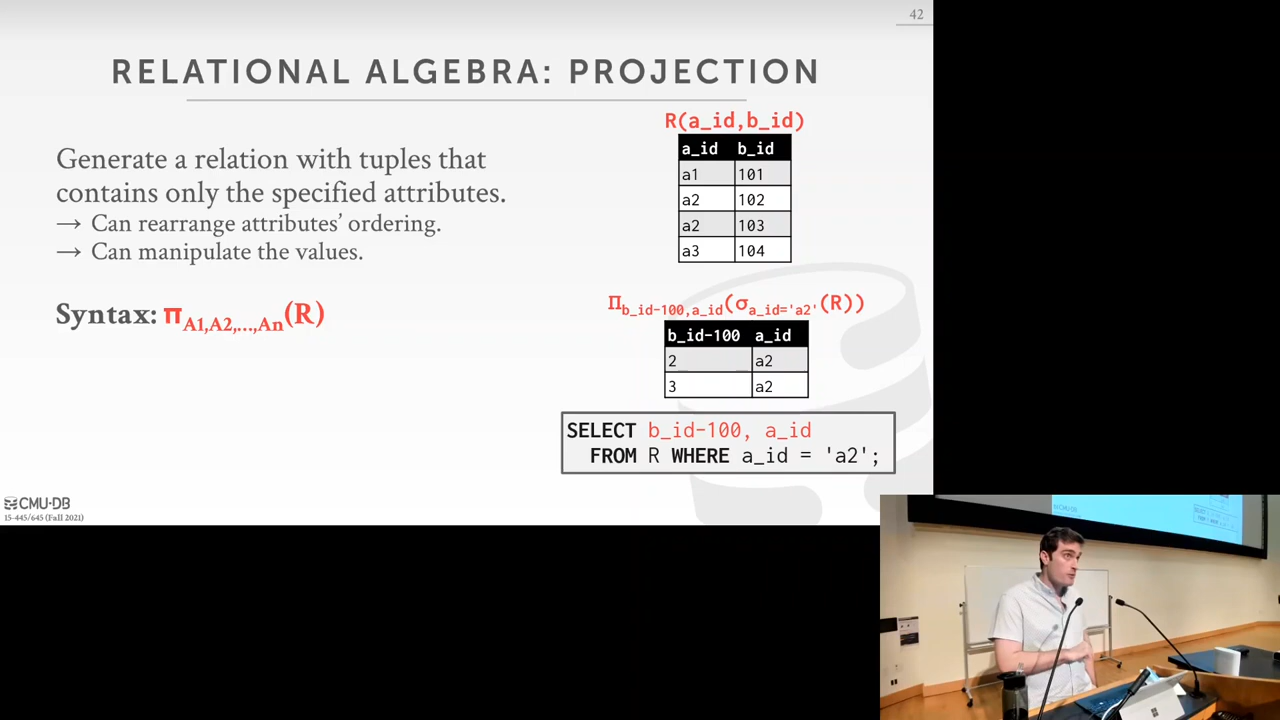 42
RELATIONAL ALGEBRA: PROJECTION
Generate a relation with tuples that
contains only the specified attributes.
→ Can rearrange attributes’ ordering.
→ Can manipulate the values.
Syntax: πA1,A2,…,An(R)
R(a_id,b_id)
a_id b_id
a1 101
a2 102
a2 103
a3 104
Πb_id-100,a_id(σa_id='a2'(R))
b_id-100 a_id
2 a2
3 a2
SELECT b_id-100, a_id
FROM R WHERE a_id = 'a2';
CMU·DB
15-445/645 (Fall 2021)